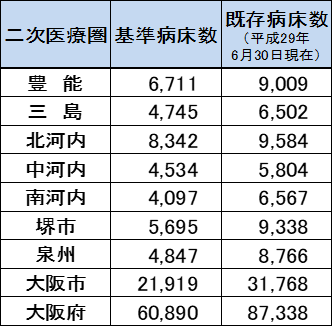 二次医療圏 基準病床数 既存病床数
（平成29年
6月30日現在）
豊　能 6,711 9,009
三　島 4,745 6,502
北河内 8,342 9,584
中河内 4,534 5,804
南河内 4,097 6,567
堺市 5,695 9,338
泉州 4,847 8,766
大阪市 21,919 31,768
大阪府 60,890 87,338